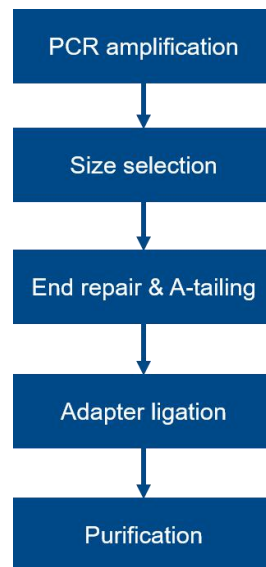 PCR amplification
Size selection
End repair & A-tailing
Adapter ligation
Purification